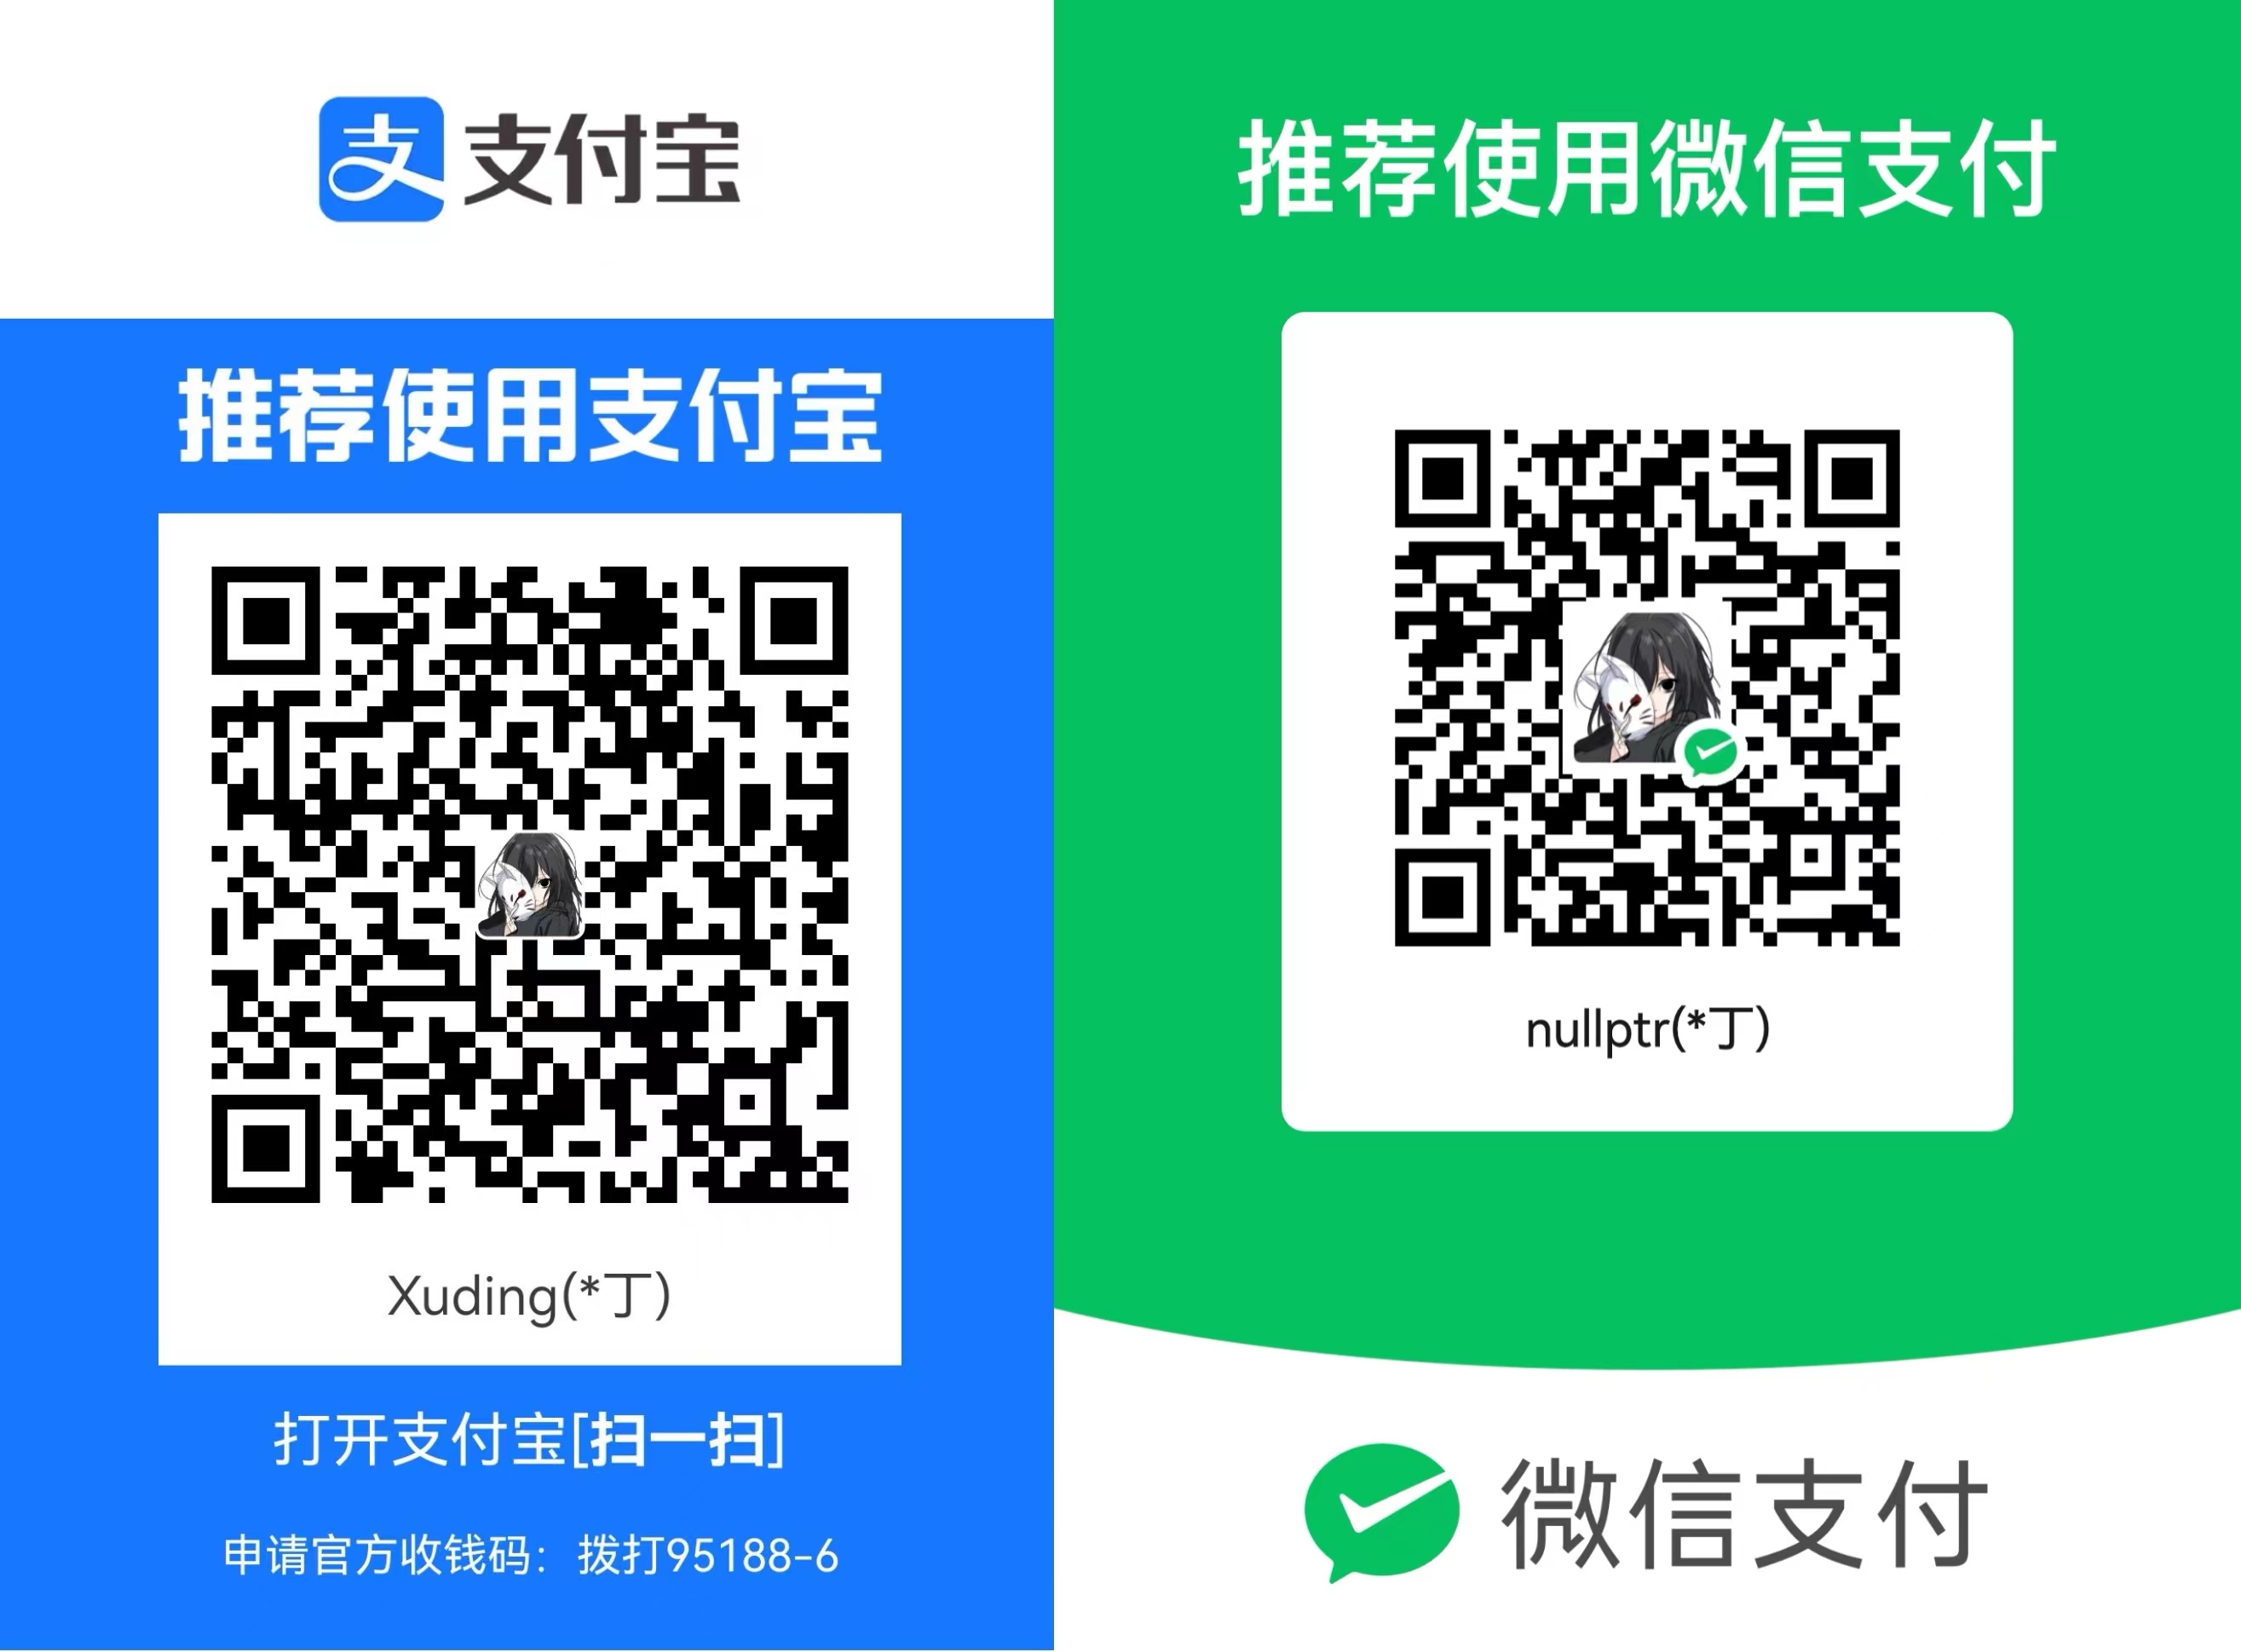 支付宝
推荐使用支付宝
Xuding(*丁)
打开支付宝[扫一扫]
申请官方收钱码：拨打95188-6
推荐使用微信支付
nullptr(*丁)
微信支付